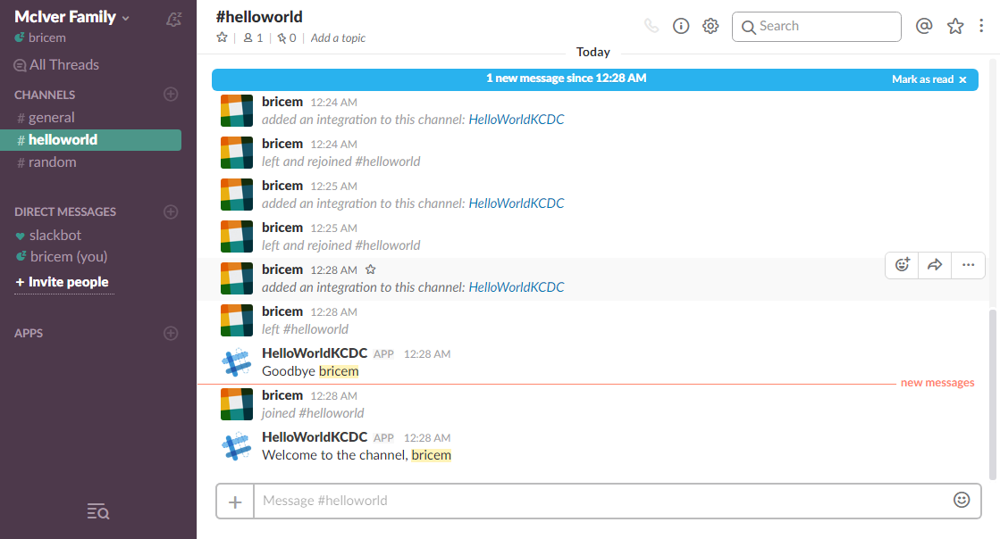 McIver Family
bricem
All Threads
CHANNELS
# general
# helloworld
# random
DIRECT MESSAGES
slackbot
bricem (you)
+ Invite people
APPS
#helloworld
1 | 0 | Add a topic
Search
Today
1 new message since 12:28 AM Mark as read ×
bricem 12:24 AM
added an integration to this channel: HelloWorldKCDC
bricem 12:24 AM
left and rejoined #helloworld
bricem 12:25 AM
added an integration to this channel: HelloWorldKCDC
bricem 12:25 AM
left and rejoined #helloworld
bricem 12:28 AM
added an integration to this channel: HelloWorldKCDC
bricem 12:28 AM
left #helloworld
HelloWorldKCDC APP 12:28 AM
Goodbye bricem
new messages
bricem 12:28 AM
joined #helloworld
HelloWorldKCDC APP 12:28 AM
Welcome to the channel, bricem
+ Message #helloworld